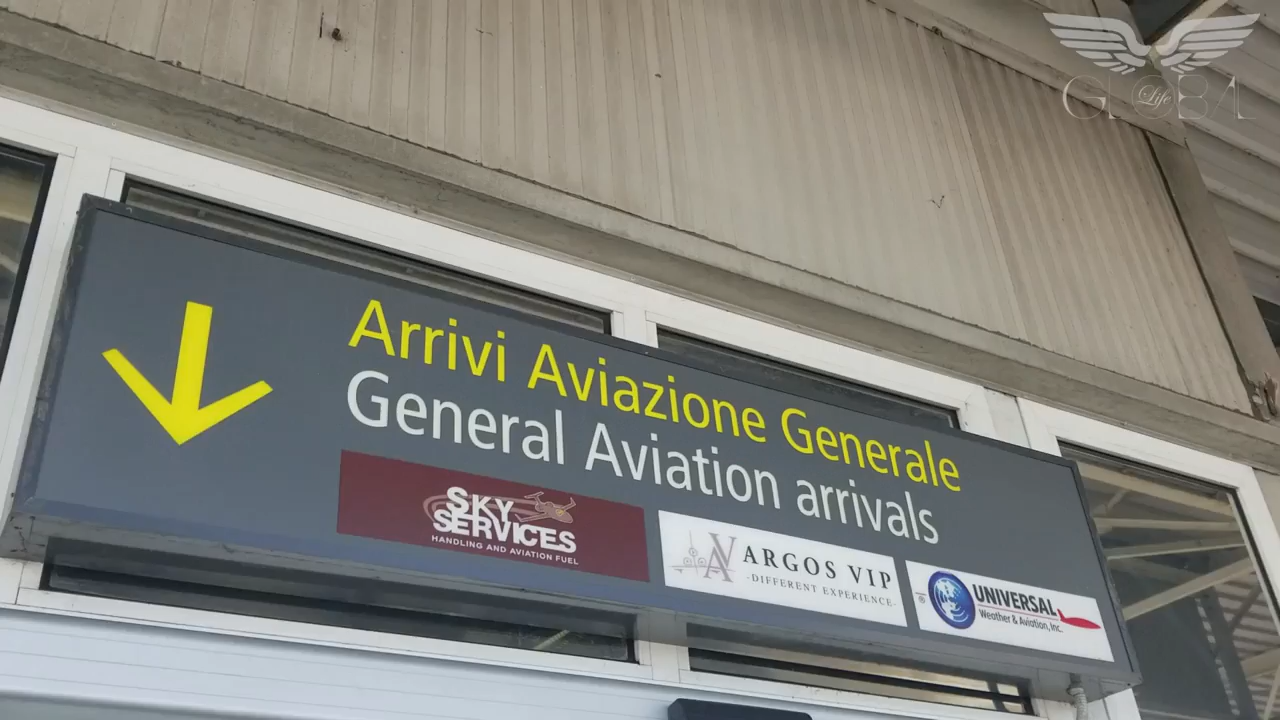 GLOBAL
Life
Arrivi Aviazione Generale
General Aviation arrivals
SKY
SERVICES
HANDLING AND AVIATION FUEL
AV ARGOS VIP
-DIFFERENT EXPERIENCE-
UNIVERSAL
Weather & Aviation, Inc.
®